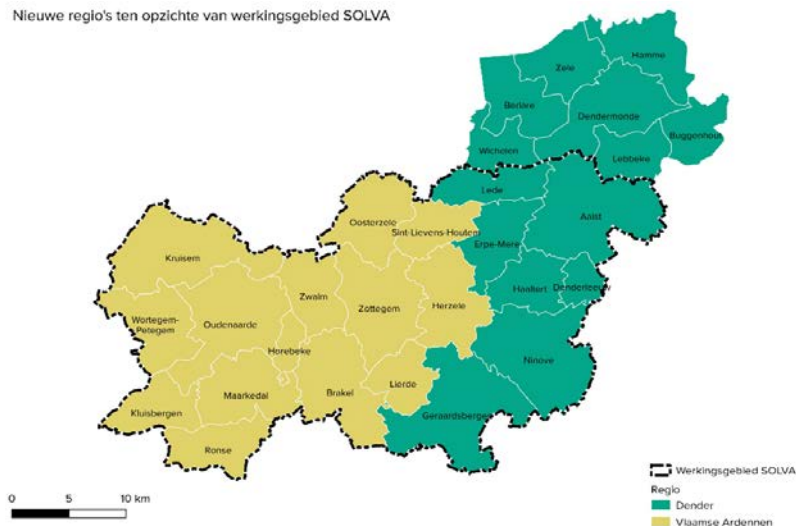 Nieuwe regio's ten opzichte van werkingsgebied SOLVA
Hamme
Zele
Berlare
Dendermonde
Buggenhout
Wichelen
Lebbeke
Lede
Aalst
Oosterzele
Sint-Lievens-Houtem
Erpe-Mere
Kruisem
Haaltert
Denderleeuw
Zwalm
Zottegem
Herzele
Wortegem-
Petegem
Oudenaarde
Horebeke
Ninove
Lierde
Brakel
Maarkedal
Kluisbergen
Geraardsbergen
Ronse
Werkingsgebied SOLVA
Regio
0 5 10 km
Dender
Vlaamse Ardennen